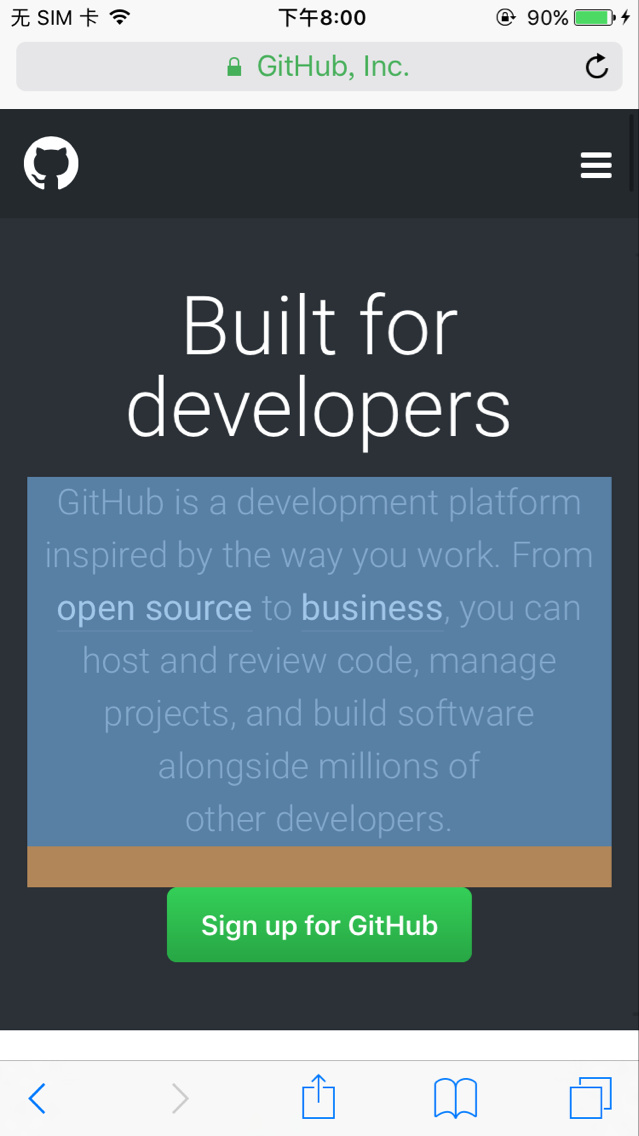 无 SIM 卡 下午8:00 90%
GitHub, Inc.
Built for
developers
GitHub is a development platform
inspired by the way you work. From
open source to business, you can
host and review code, manage
projects, and build software
alongside millions of
other developers.
Sign up for GitHub